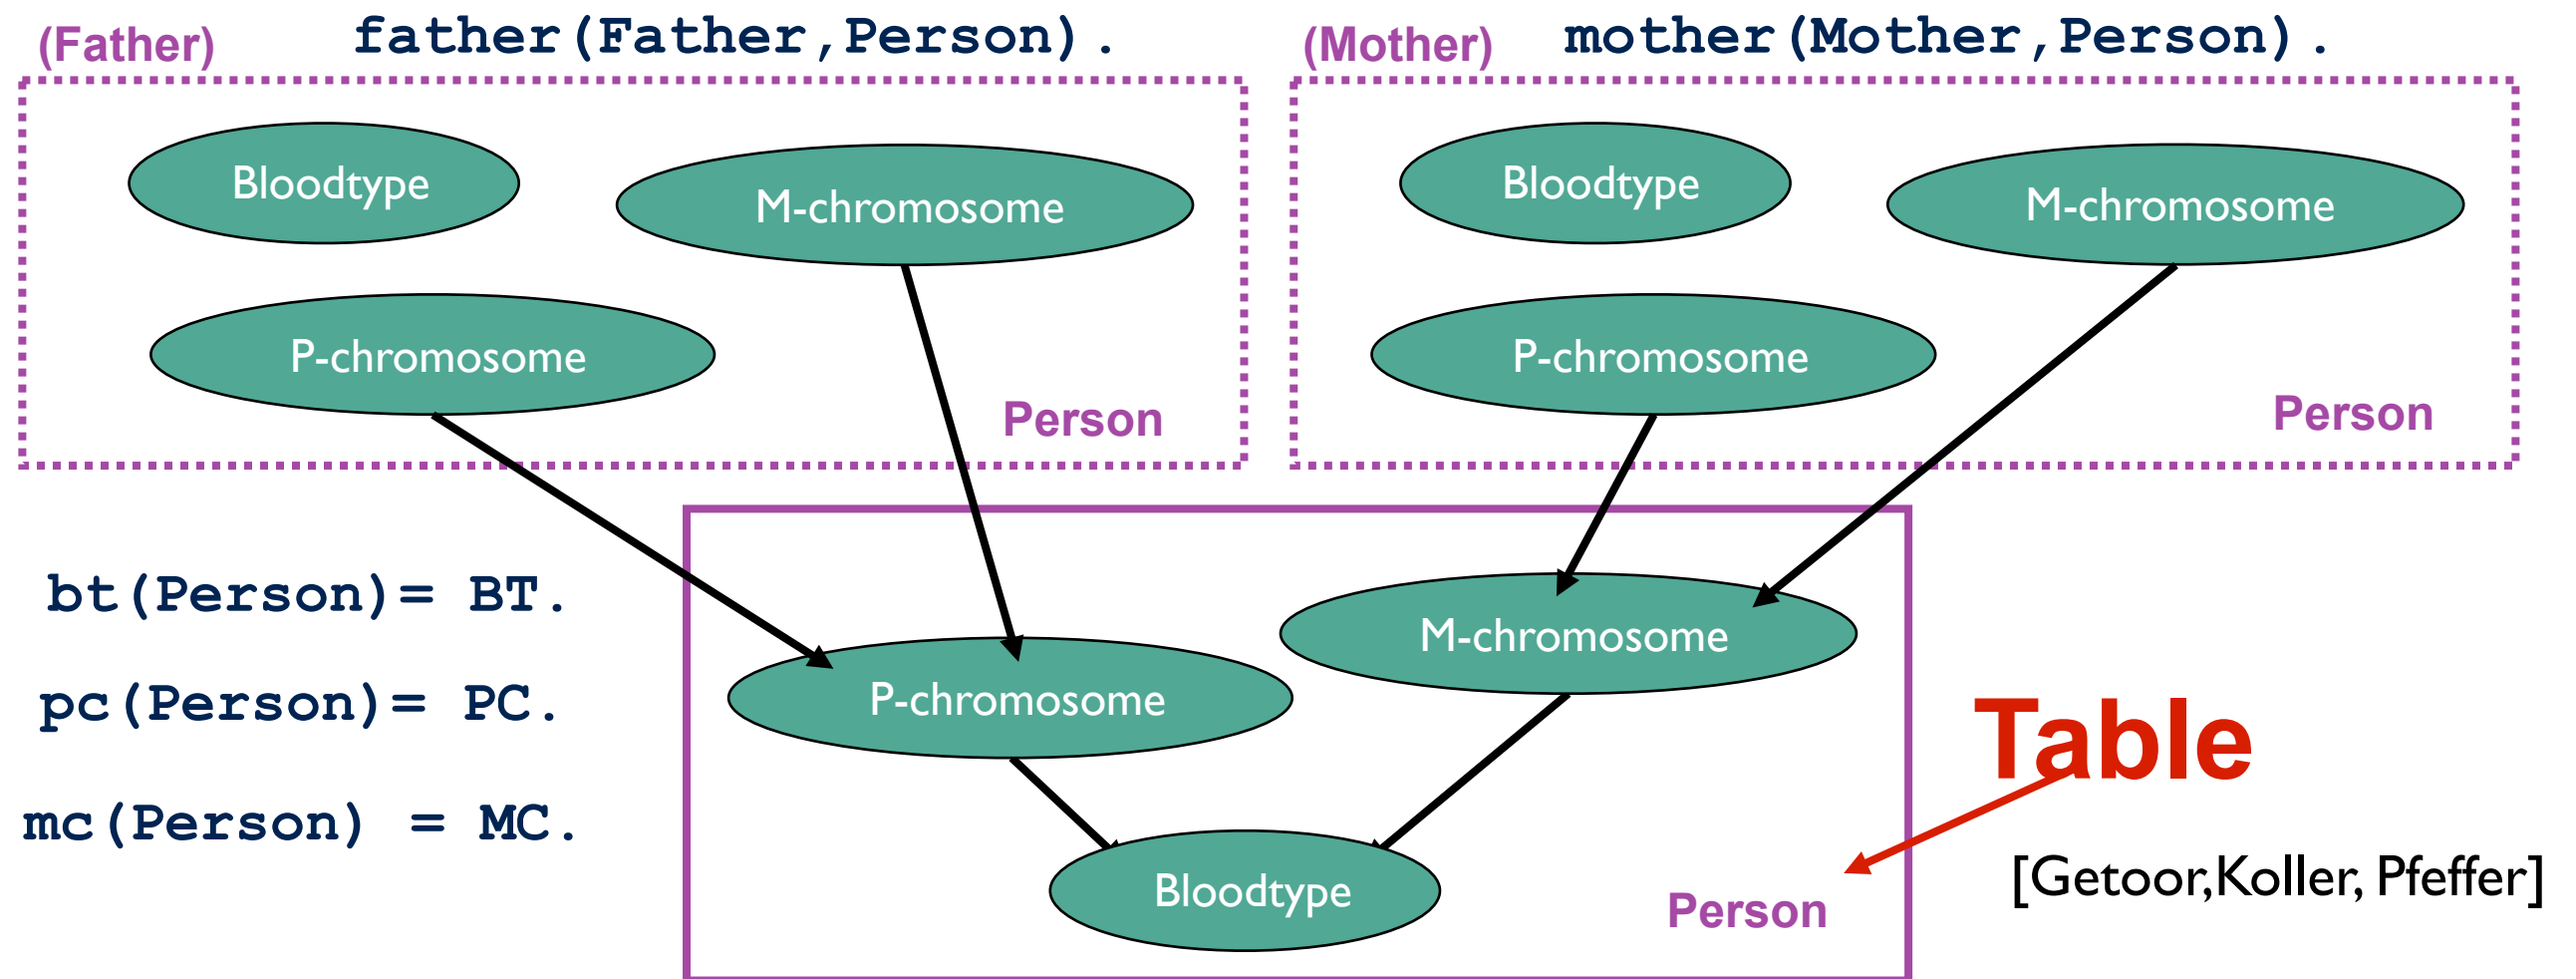 (Father) father(Father,Person).
(Mother) mother(Mother,Person).
Bloodtype
M-chromosome
P-chromosome
Person
Bloodtype
M-chromosome
P-chromosome
Person
bt(Person)= BT.
pc(Person)= PC.
mc(Person) = MC.
M-chromosome
P-chromosome
Bloodtype
Person
Table
[Getoor,Koller, Pfeffer]